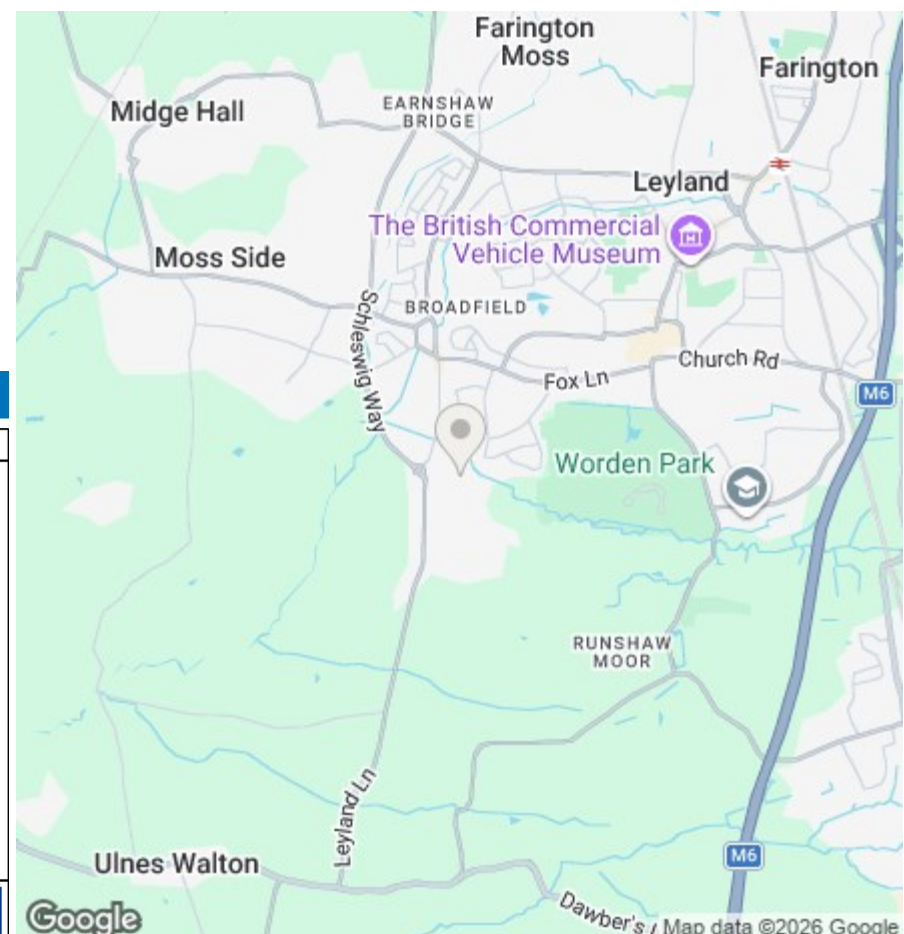 Farington
Moss
Farington
Midge Hall
EARNSHAW
BRIDGE
Leyland
The British Commercial
Vehicle Museum
Moss Side
BROADFIELD
Schleswig Way
Church Rd
Fox Ln
M6
Worden Park
RUNSHAW
MOOR
Leyland Ln
Ulnes Walton
M6
Dawber's
Google
Map data ©2026 Google